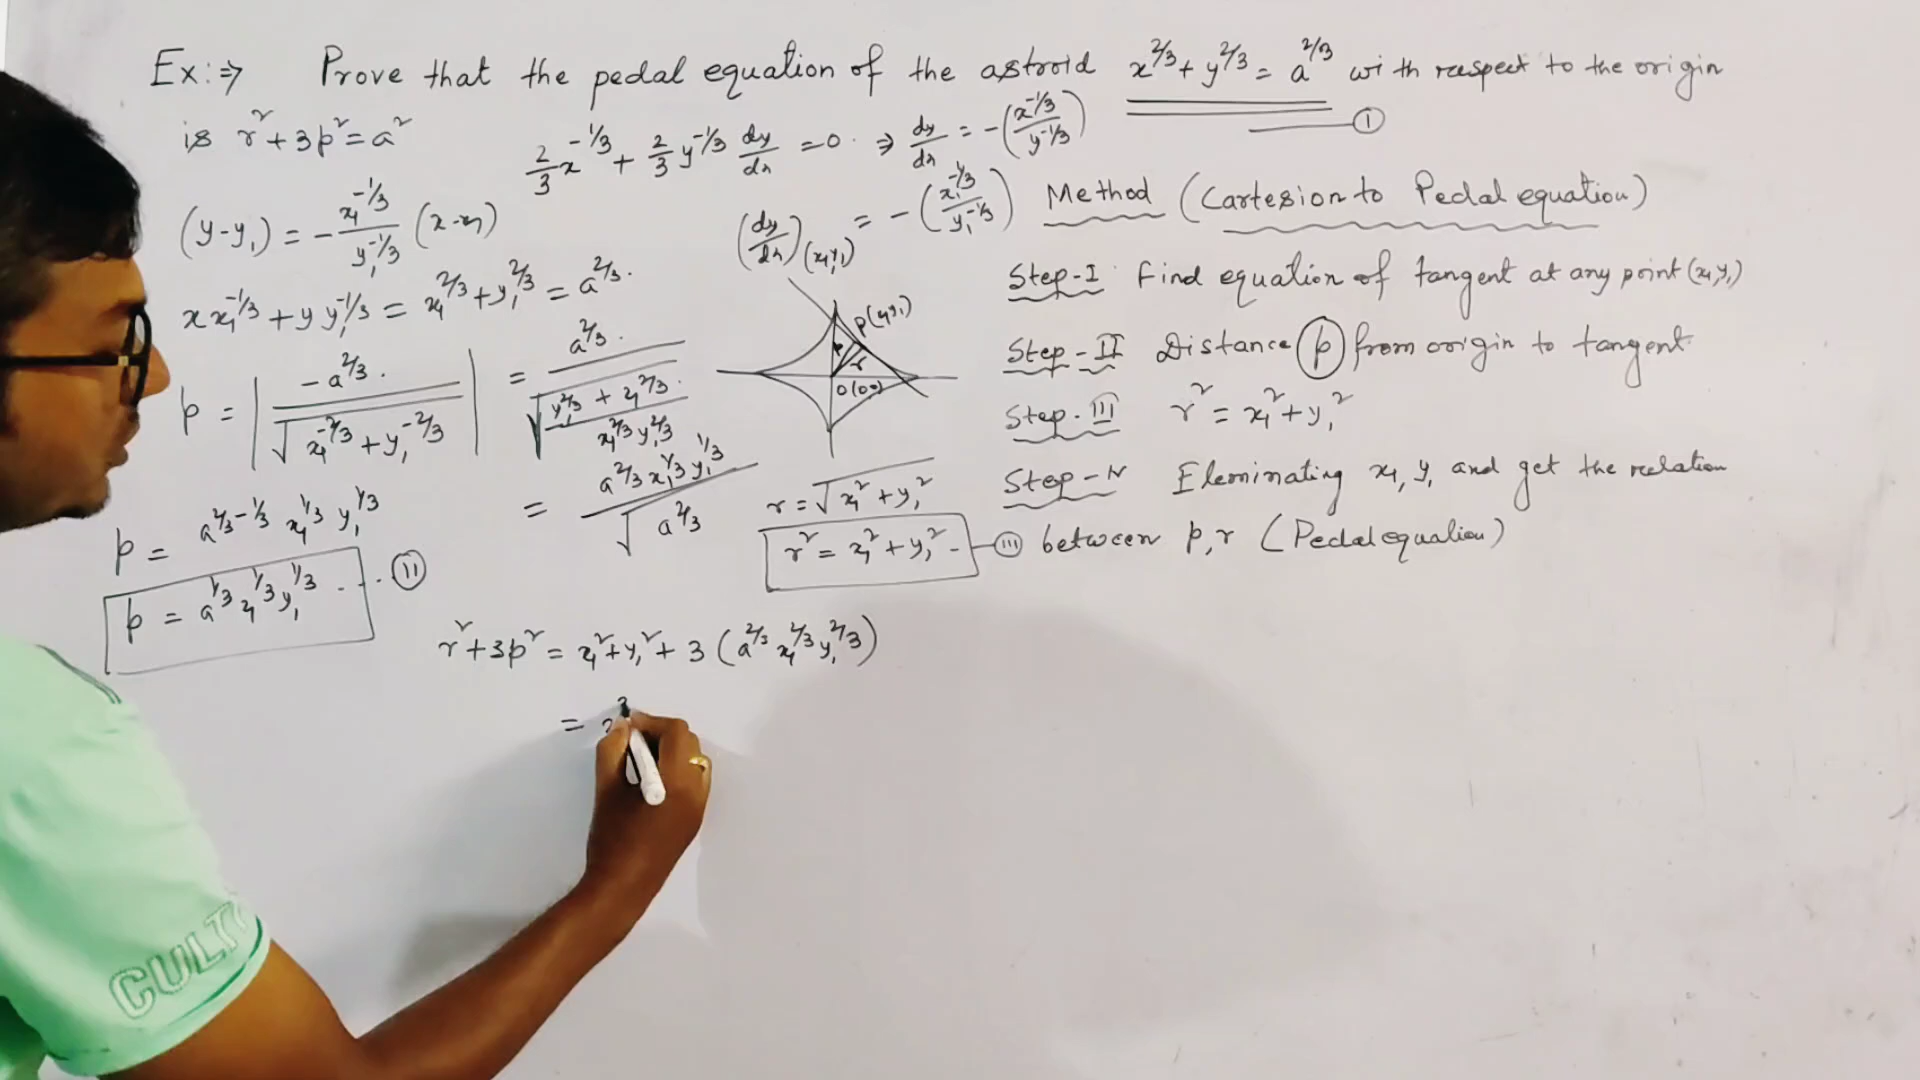 Ex:⇒ Prove that the pedal equation of the astroid x^2/3 + y^2/3 = a^2/3 with respect to the origin
is r² + 3p² = a²
①
2/3 x^-1/3 + 2/3 y^-1/3 dy/dx = 0 ⇒ dy/dx = -(x^-1/3 / y^-1/3)
(dy/dx)(x₁,y₁) = -(x₁^-1/3 / y₁^-1/3)
(y-y₁) = - x₁^-1/3 / y₁^-1/3 (x-x₁)
x x₁^-1/3 + y y₁^-1/3 = x₁^2/3 + y₁^2/3 = a^2/3.
p = | -a^2/3. / √(x₁^-2/3 + y₁^-2/3) | = a^2/3. / √((y₁^2/3 + x₁^2/3.) / (x₁^2/3 y₁^2/3))
= a^2/3 x₁^1/3 y₁^1/3 / √(a^2/3)
p = a^2/3-1/3 x₁^1/3 y₁^1/3
p = a^1/3 x₁^1/3 y₁^1/3 --- (II)
P(x₁,y₁)
p
r
O(0,0)
r = √(x₁² + y₁²)
r² = x₁² + y₁² - (III)
Method (Cartesion to Pedal equation)
Step-I Find equation of tangent at any point (x₁,y₁)
Step-II Distance (p) from origin to tangent
Step-III r² = x₁² + y₁²
Step-IV Eleminating x₁, y₁ and get the relation
between p, r (Pedal equation)
r² + 3p² = x₁² + y₁² + 3(a^2/3 x₁^2/3 y₁^2/3)
=
CULT